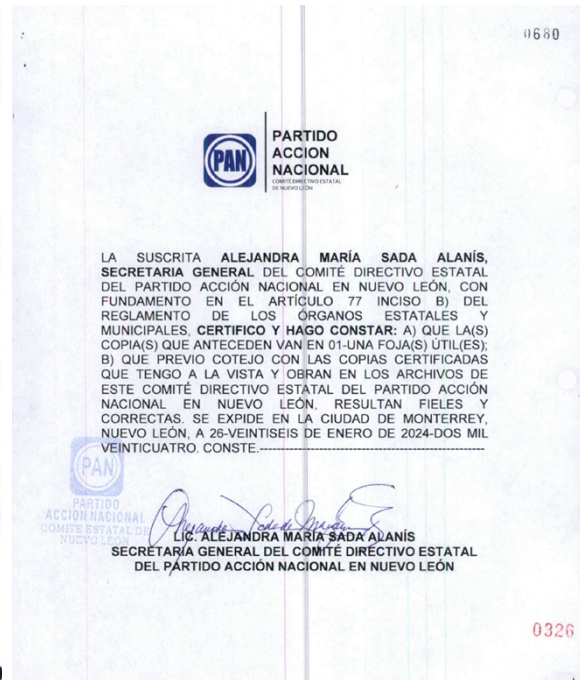 0680
PAN
PARTIDO
ACCION
NACIONAL
COMITÉ DIRECTIVO ESTATAL
DE NUEVO LEÓN
LA SUSCRITA ALEJANDRA MARÍA SADA ALANÍS,
SECRETARIA GENERAL DEL COMITÉ DIRECTIVO ESTATAL
DEL PARTIDO ACCIÓN NACIONAL EN NUEVO LEÓN, CON
FUNDAMENTO EN EL ARTÍCULO 77 INCISO B) DEL
REGLAMENTO DE LOS ÓRGANOS ESTATALES Y
MUNICIPALES, CERTIFICO Y HAGO CONSTAR: A) QUE LA(S)
COPIA(S) QUE ANTECEDEN VAN EN 01-UNA FOJA(S) ÚTIL(ES);
B) QUE PREVIO COTEJO CON LAS COPIAS CERTIFICADAS
QUE TENGO A LA VISTA Y OBRAN EN LOS ARCHIVOS DE
ESTE COMITÉ DIRECTIVO ESTATAL DEL PARTIDO ACCIÓN
NACIONAL EN NUEVO LEÓN, RESULTAN FIELES Y
CORRECTAS. SE EXPIDE EN LA CIUDAD DE MONTERREY,
NUEVO LEÓN, A 26-VEINTISEIS DE ENERO DE 2024-DOS MIL
VEINTICUATRO. CONSTE.--------------------------------------------------
PAN
PARTIDO
ACCION NACIONAL
COMITE ESTATAL DE
NUEVO LEON
LIC. ALEJANDRA MARÍA SADA ALANÍS
SECRETARIA GENERAL DEL COMITÉ DIRECTIVO ESTATAL
DEL PARTIDO ACCIÓN NACIONAL EN NUEVO LEÓN
0326